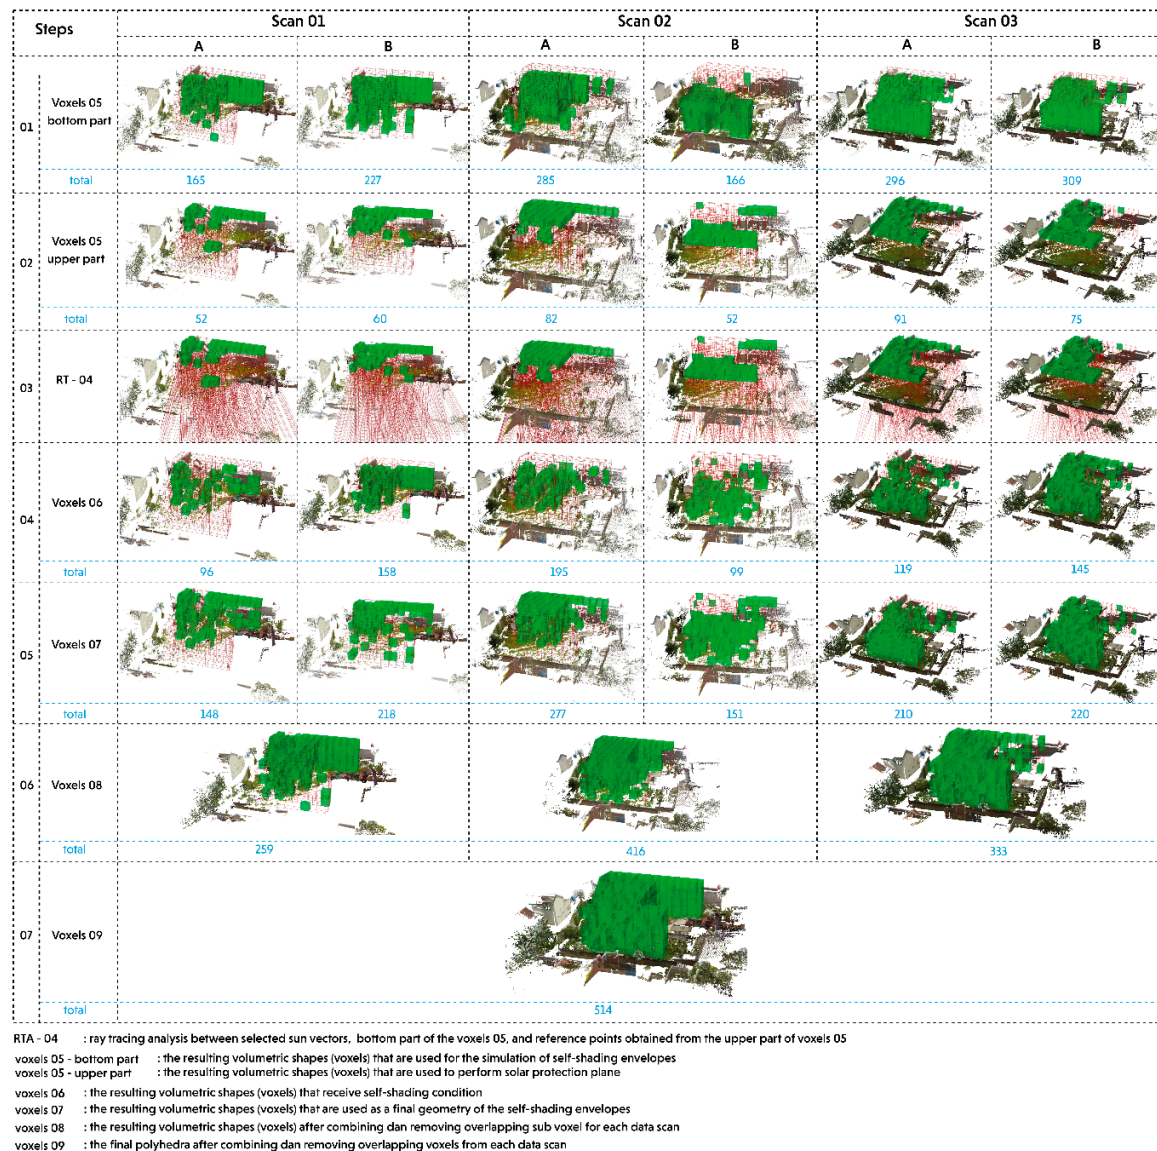 Steps Scan 01 Scan 02 Scan 03
A B A B A B
01 Voxels 05
bottom part
total 165 227 285 166 296 309
02 Voxels 05
upper part
total 52 60 82 52 91 75
03 RT - 04
04 Voxels 06
total 96 158 195 99 119 145
05 Voxels 07
total 148 218 277 151 210 220
06 Voxels 08
total 259 416 333
07 Voxels 09
total 514
RTA - 04 : ray tracing analysis between selected sun vectors, bottom part of the voxels 05, and reference points obtained from the upper part of voxels 05
voxels 05 - bottom part : the resulting volumetric shapes (voxels) that are used for the simulation of self-shading envelopes
voxels 05 - upper part : the resulting volumetric shapes (voxels) that are used to perform solar protection plane
voxels 06 : the resulting volumetric shapes (voxels) that receive self-shading condition
voxels 07 : the resulting volumetric shapes (voxels) that are used as a final geometry of the self-shading envelopes
voxels 08 : the resulting volumetric shapes (voxels) after combining dan removing overlapping sub voxel for each data scan
voxels 09 : the final polyhedra after combining dan removing overlapping voxels from each data scan